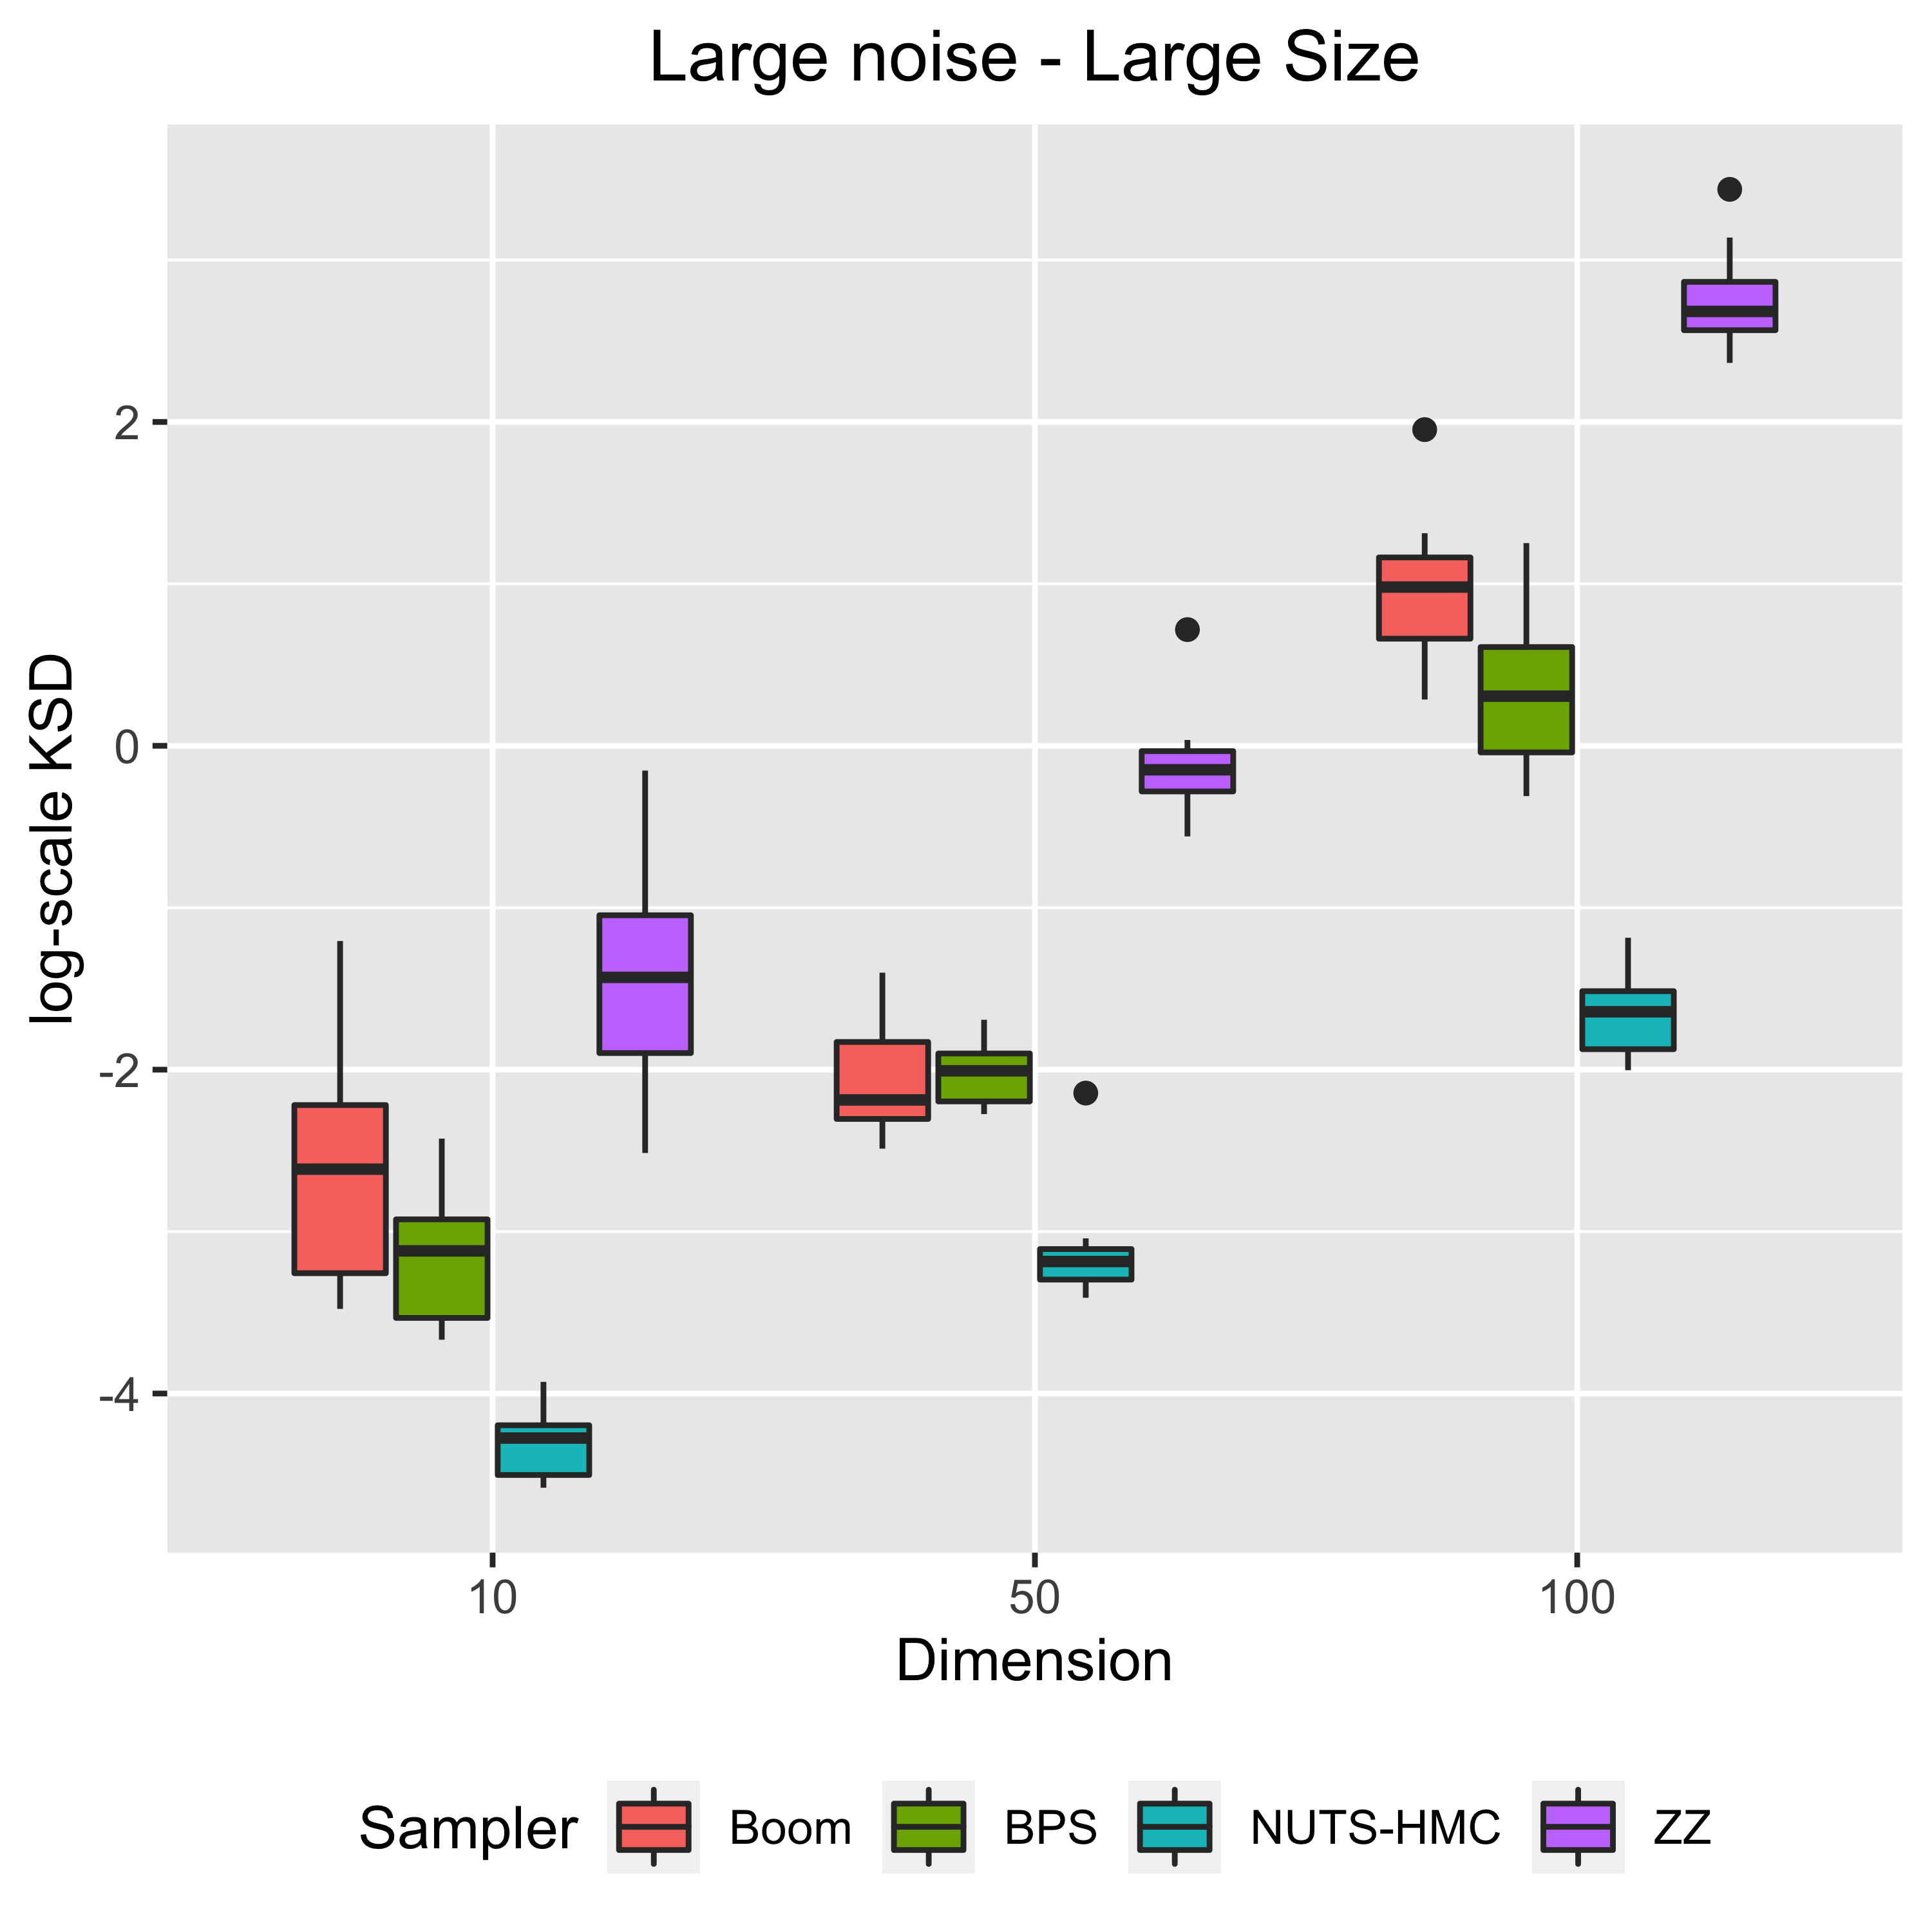 Large noise - Large Size
log-scale KSD
2
0
-2
-4
10 50 100
Dimension
Sampler Boom BPS NUTS-HMC ZZ